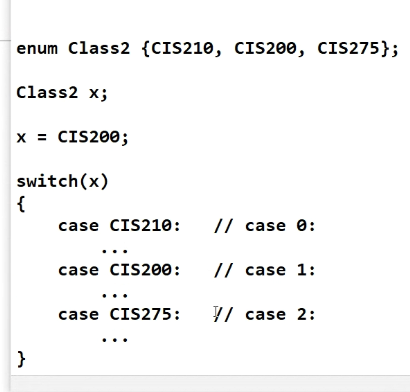 enum Class2 {CIS210, CIS200, CIS275};
Class2 x;
x = CIS200;
switch(x)
{
case CIS210: // case 0:
...
case CIS200: // case 1:
...
case CIS275: // case 2:
...
}